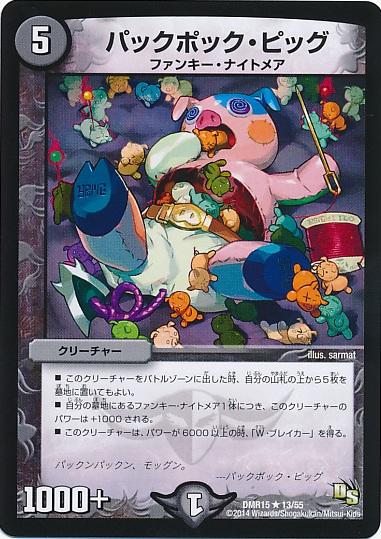 5
パックポック・ピッグ
ファンキー・ナイトメア
illus. sarmat
クリーチャー
■ このクリーチャーをバトルゾーンに出した時、自分の山札の上から5枚を
墓地に置いてもよい。
■ 自分の墓地にあるファンキー・ナイトメア1体につき、このクリーチャーの
パワーは+1000される。
■ このクリーチャーは、パワーが6000以上の時、「W・ブレイカー」を得る。
パックンパックン、モッグン。
---パックポック・ピッグ
1000+
1
DS
DMR15 ★ 13/55
©2014 Wizards/Shogakukan/Mitsui-Kids